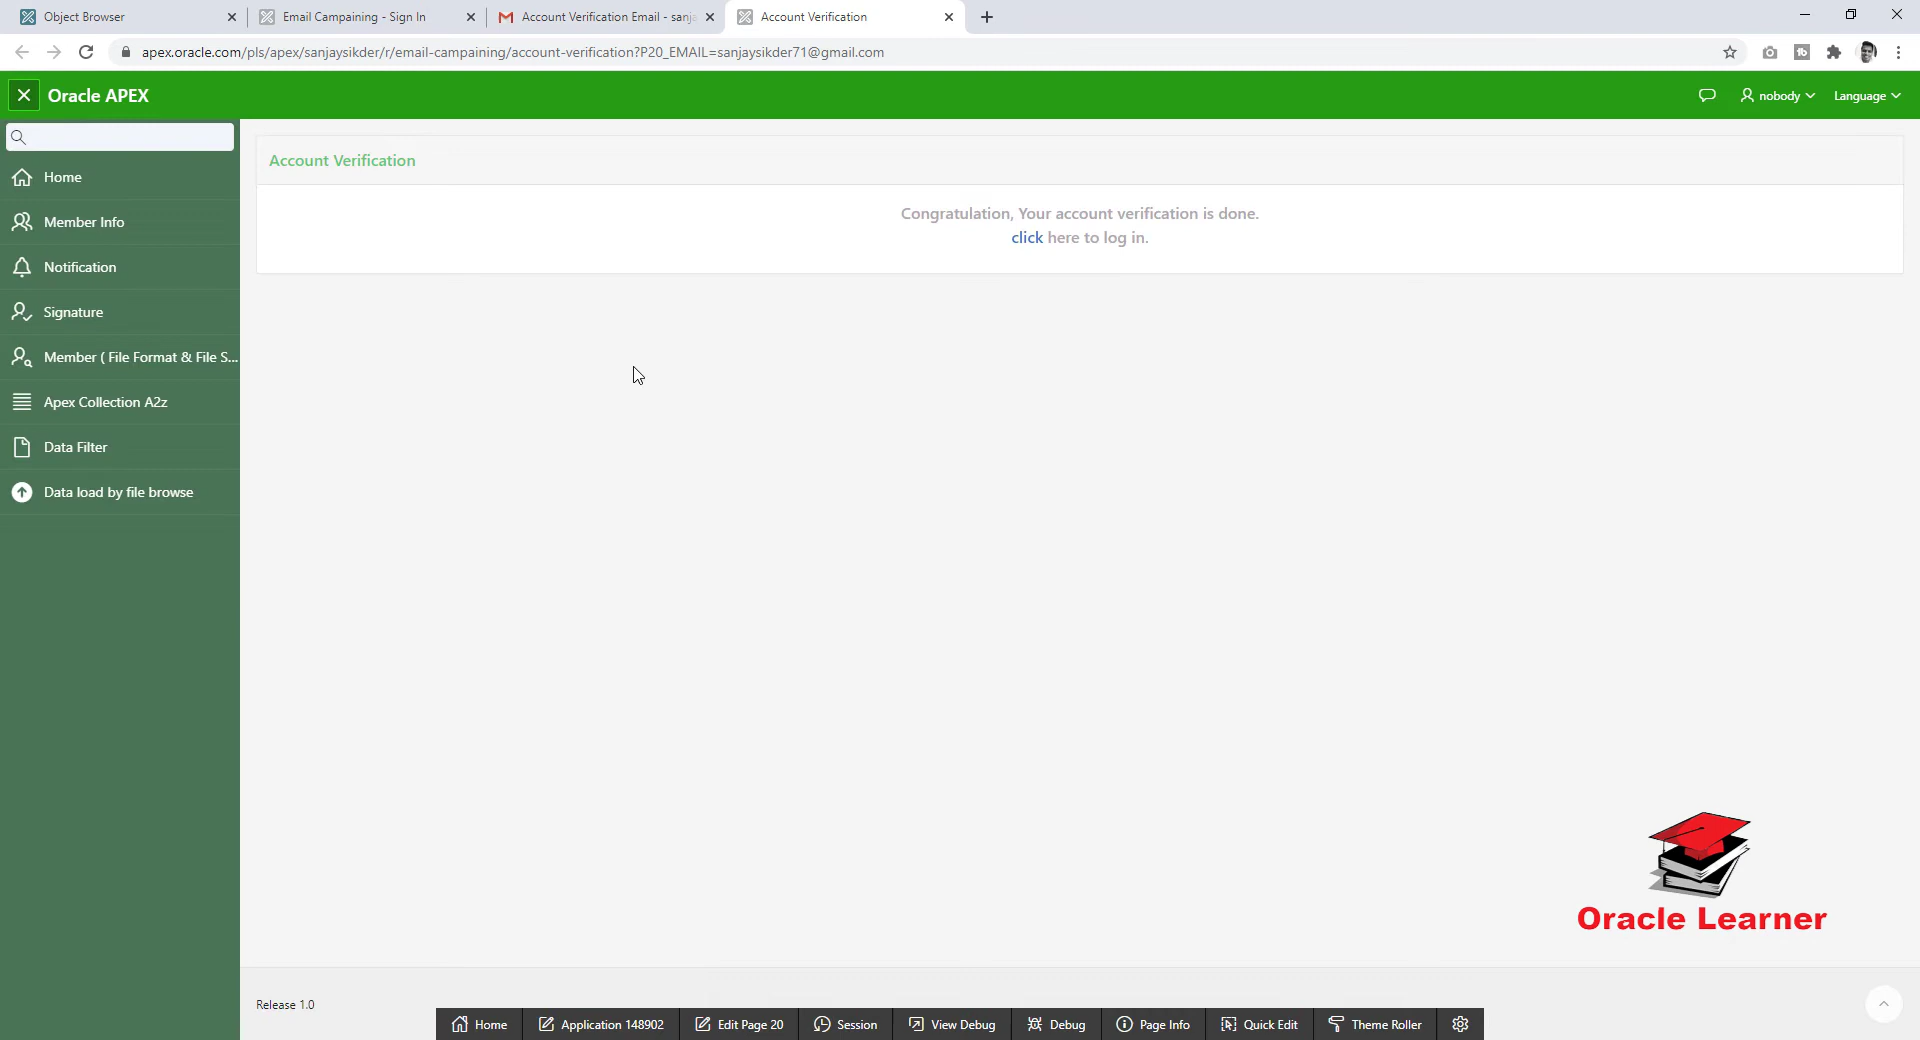 Object Browser
Email Campaining - Sign In
Account Verification Email - sanja
Account Verification
apex.oracle.com/pls/apex/sanjaysikder/r/email-campaining/account-verification?P20_EMAIL=sanjaysikder71@gmail.com
Oracle APEX
nobody
Language
Home
Member Info
Notification
Signature
Member ( File Format & File S...
Apex Collection A2z
Data Filter
Data load by file browse
Account Verification
Congratulation, Your account verification is done.
click here to log in.
Oracle Learner
Release 1.0
Home
Application 148902
Edit Page 20
Session
View Debug
Debug
Page Info
Quick Edit
Theme Roller